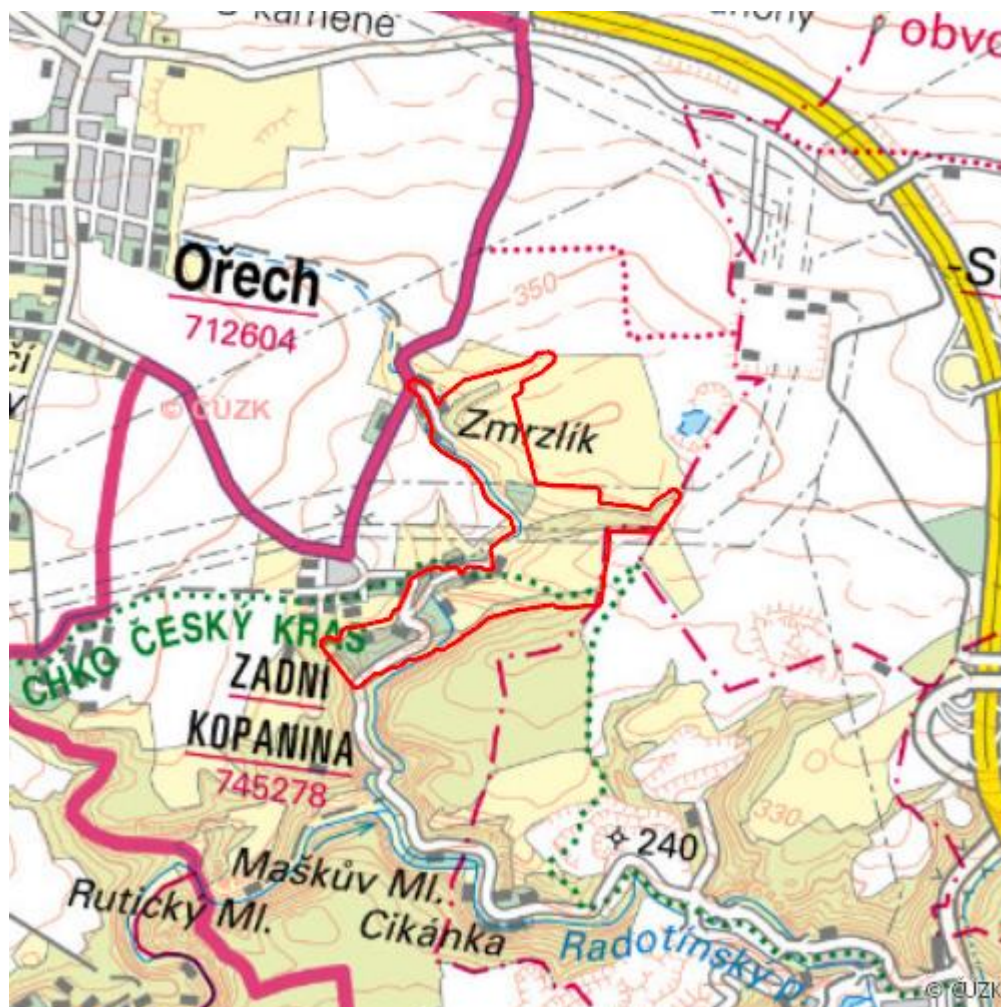 obvo
Ořech
712604
350
© ČÚZK
Zmrzlík
CHKO ČESKÝ KRAS
ZADNÍ
KOPANINA
745278
330
240
Maškův Ml.
Rutický Ml.
Cikánka
Radotínský p.
© ČÚZK